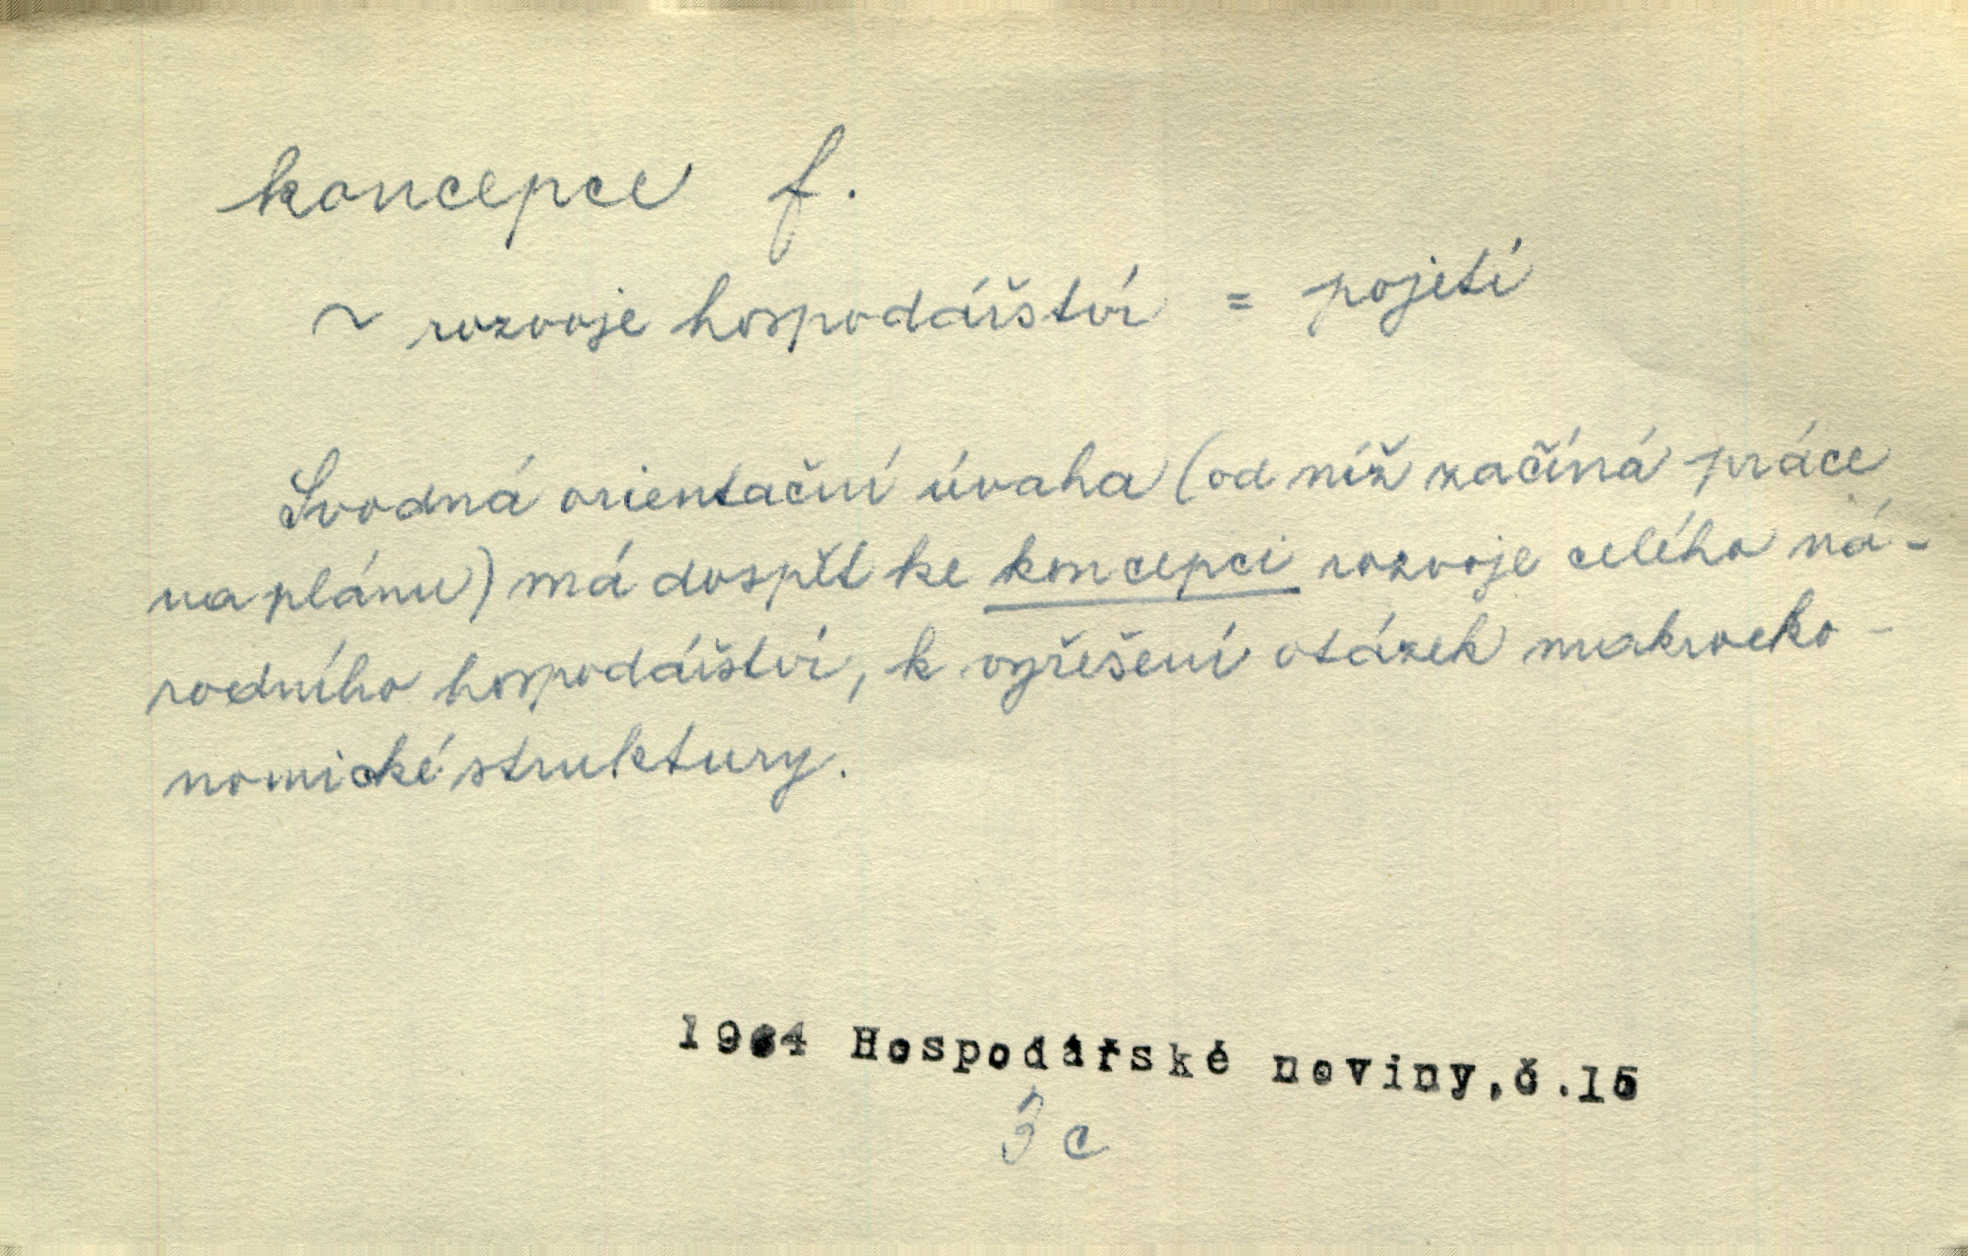 koncepce f.
~ rozvoje hospodářství = pojetí
Svodná orientační úvaha (od níž začíná práce
na plánu) má dospět ke koncepci rozvoje celého ná-
rodního hospodářství, k vyřešení otázek makroeko-
nomické struktury.
1964 Hospodářské noviny,č.15
3 c